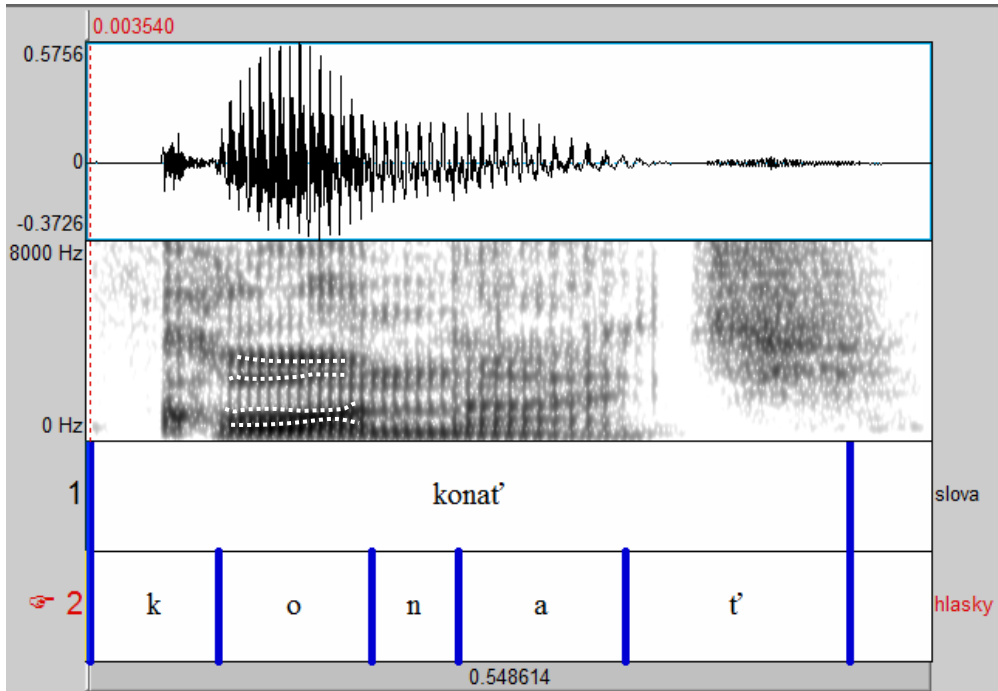 0.003540
0.5756
0
-0.3726
8000 Hz
0 Hz
1 konať slova
2 k o n a ť hlasky
0.548614